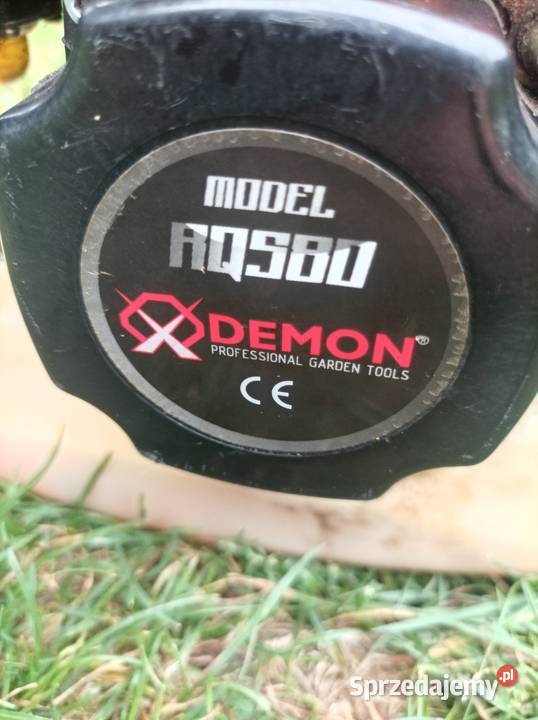 MODEL
RQ580
DEMON®
PROFESSIONAL GARDEN TOOLS
CE
Sprzedajemy.pl